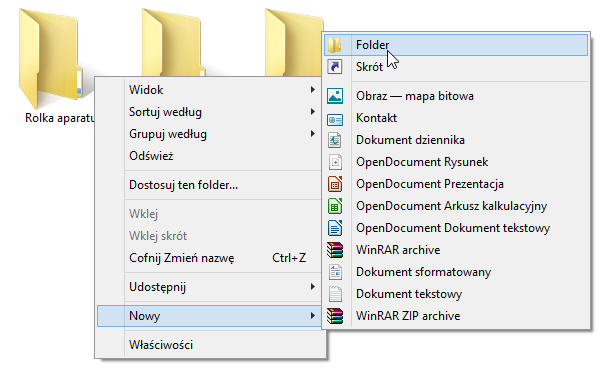 Rolka aparatu
Widok
Sortuj według
Grupuj według
Odśwież
Dostosuj ten folder...
Wklej
Wklej skrót
Cofnij Zmień nazwę Ctrl+Z
Udostępnij
Nowy
Właściwości
Folder
Skrót
Obraz — mapa bitowa
Kontakt
Dokument dziennika
OpenDocument Rysunek
OpenDocument Prezentacja
OpenDocument Arkusz kalkulacyjny
OpenDocument Dokument tekstowy
WinRAR archive
Dokument sformatowany
Dokument tekstowy
WinRAR ZIP archive